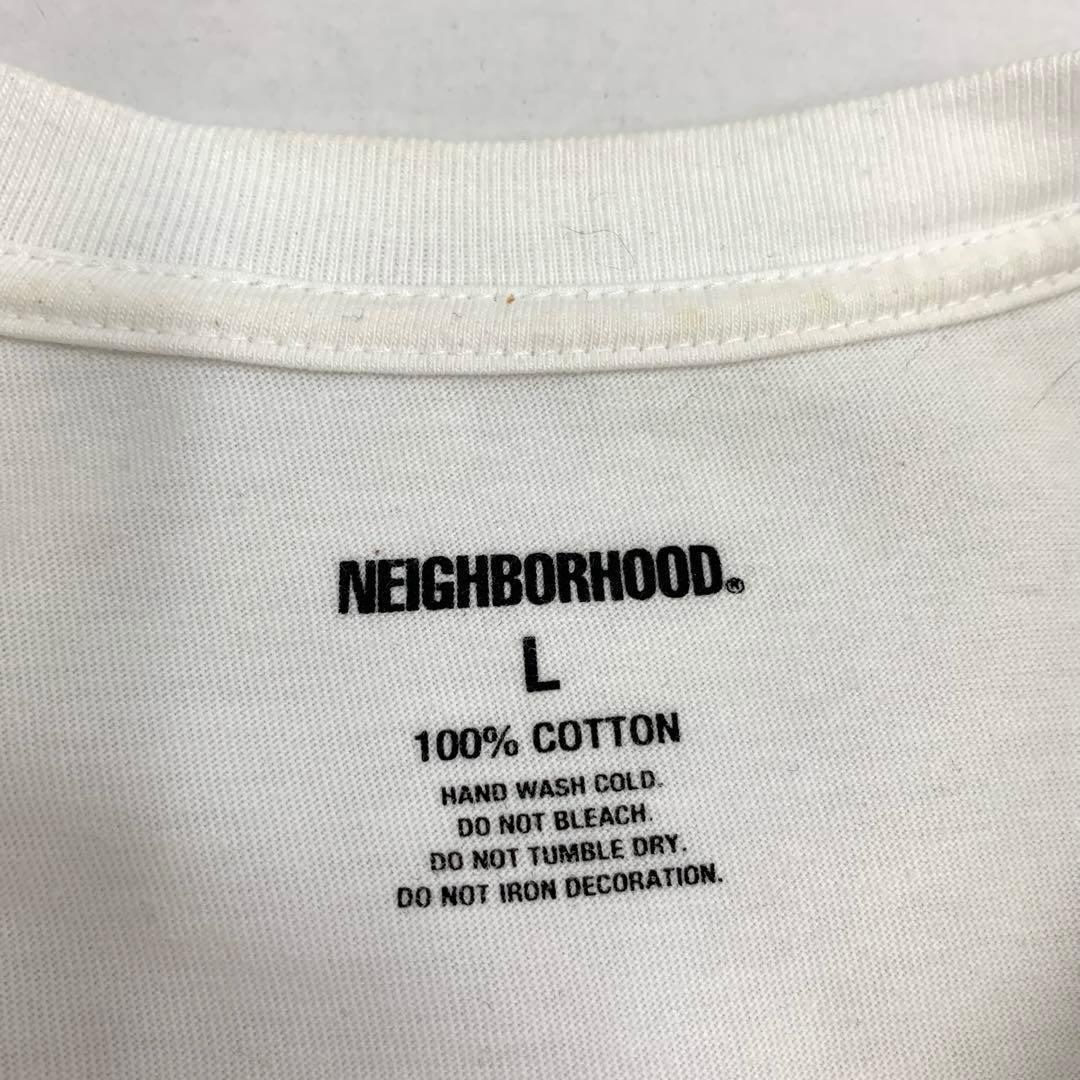 NEIGHBORHOOD®
L
100% COTTON
HAND WASH COLD.
DO NOT BLEACH.
DO NOT TUMBLE DRY.
DO NOT IRON DECORATION.